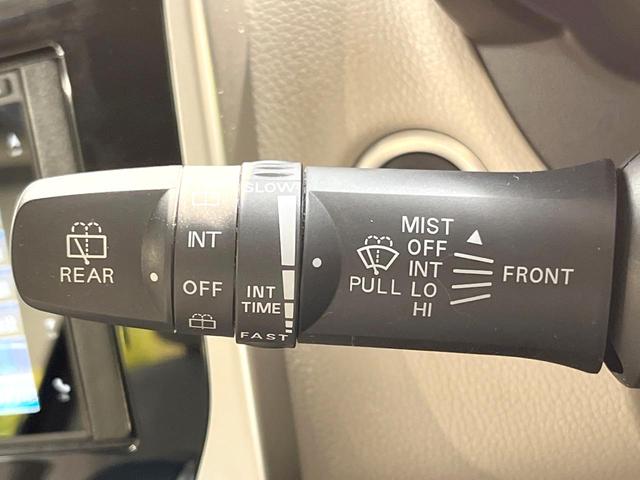 REAR
INT
OFF
SLOW
INT
TIME
FAST
PULL
MIST
OFF
INT
LO
HI
FRONT